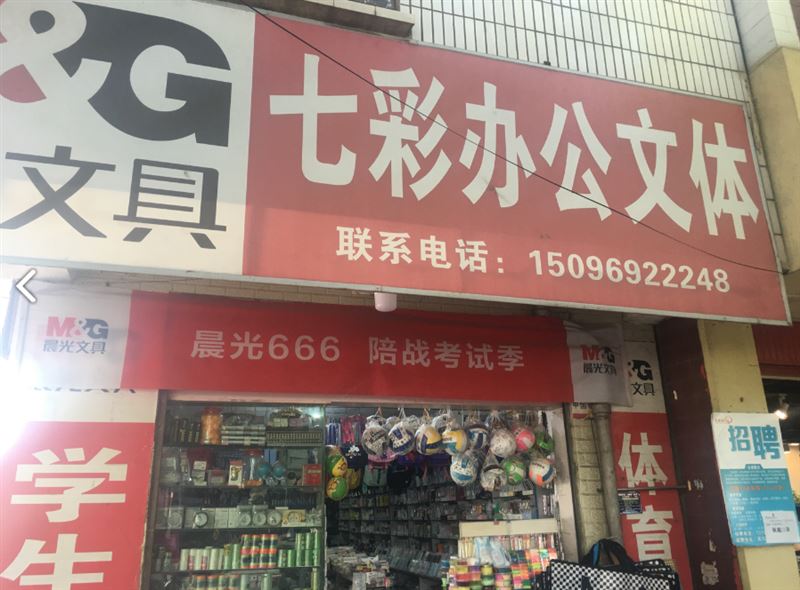 &G
文具
七彩办公文体
联系电话：15096922248
M&G
晨光文具
晨光666 陪战考试季
M&G
晨光文具
&G
文具
学生
体育
招聘